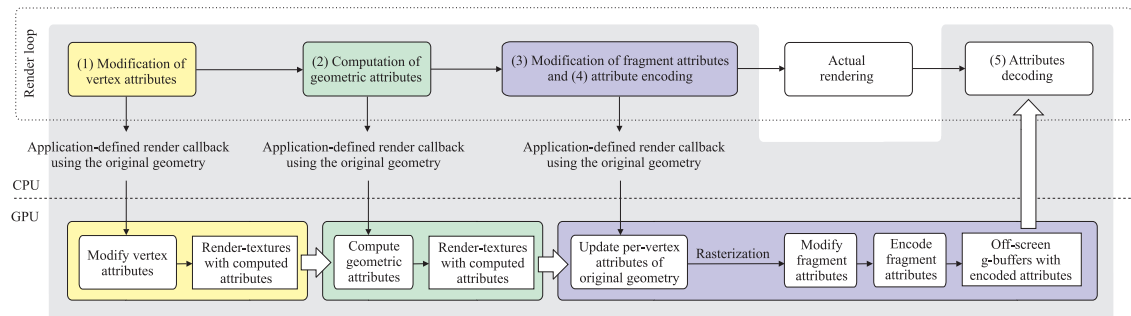 Render loop
(1) Modification of
vertex attributes
(2) Computation of
geometric attributes
(3) Modification of fragment attributes
and (4) attribute encoding
Actual
rendering
(5) Attributes
decoding
Application-defined render callback
using the original geometry
Application-defined render callback
using the original geometry
Application-defined render callback
using the original geometry
CPU
GPU
Modify vertex
attributes
Render-textures
with computed
attributes
Compute
geometric
attributes
Render-textures
with computed
attributes
Update per-vertex
attributes of
original geometry
Rasterization
Modify
fragment
attributes
Encode
fragment
attributes
Off-screen
g-buffers with
encoded attributes